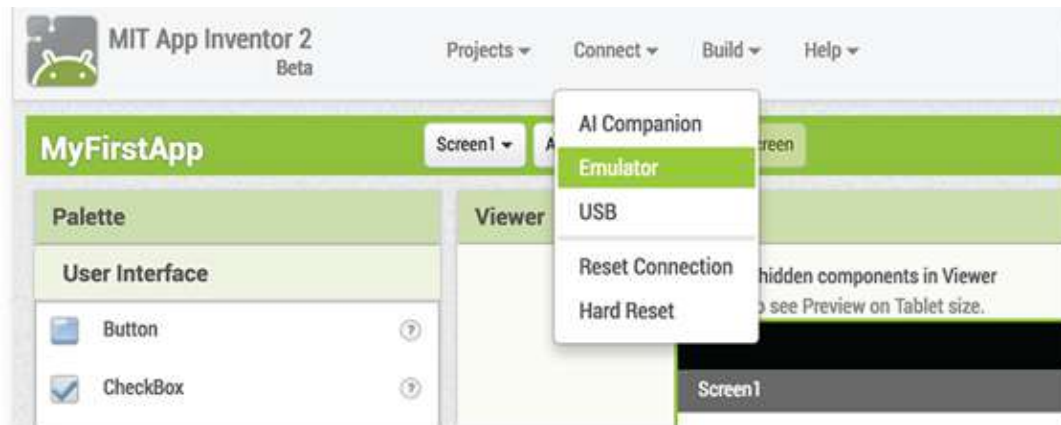 MIT App Inventor 2
Beta
Projects Connect Build Help
MyFirstApp
Screen1 A
AI Companion
Emulator
USB
Reset Connection
Hard Reset
Palette
Viewer
User Interface
hidden components in Viewer
see Preview on Tablet size.
Button
CheckBox
Screen1